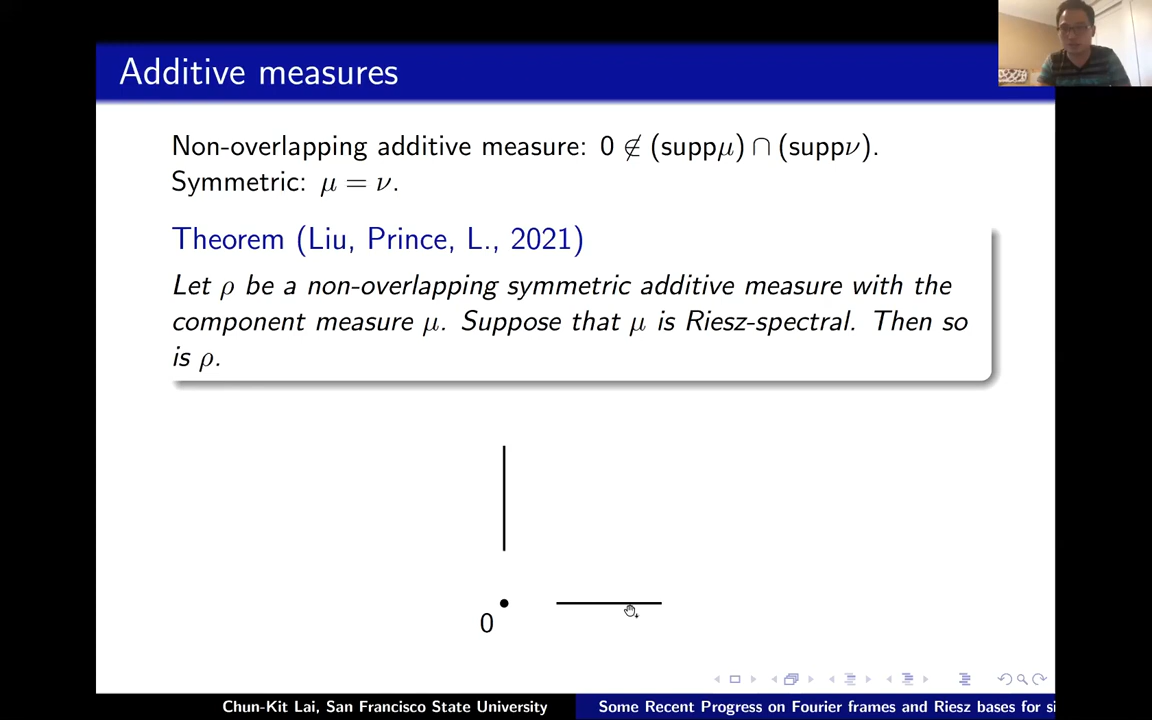 Additive measures
Non-overlapping additive measure: 0 ∉ (suppμ) ∩ (suppν).
Symmetric: μ = ν.
Theorem (Liu, Prince, L., 2021)
Let ρ be a non-overlapping symmetric additive measure with the
component measure μ. Suppose that μ is Riesz-spectral. Then so
is ρ.
0
Chun-Kit Lai, San Francisco State University
Some Recent Progress on Fourier frames and Riesz bases for si